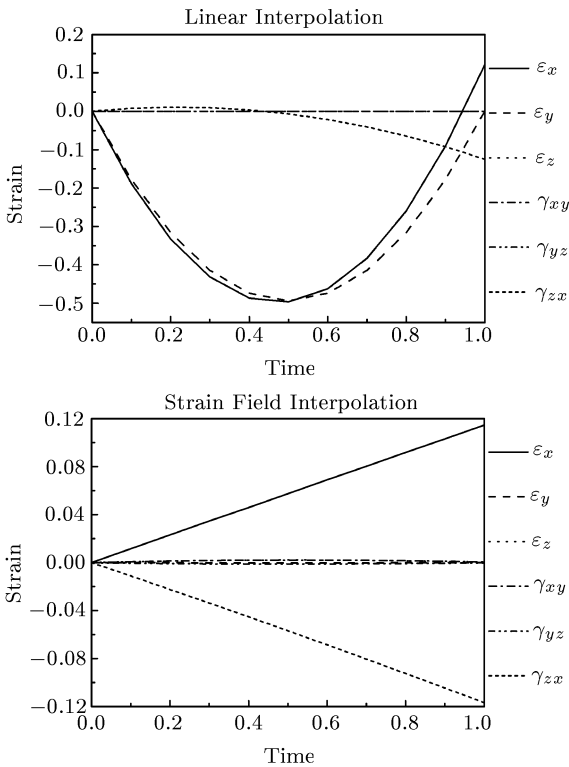 Linear Interpolation
0.2
0.1
0.0
−0.1
−0.2
−0.3
−0.4
−0.5
Strain
0.0 0.2 0.4 0.6 0.8 1.0
Time
εx
εy
εz
γxy
γyz
γzx
Strain Field Interpolation
0.12
0.08
0.04
0.00
−0.04
−0.08
−0.12
Strain
0.0 0.2 0.4 0.6 0.8 1.0
Time
εx
εy
εz
γxy
γyz
γzx